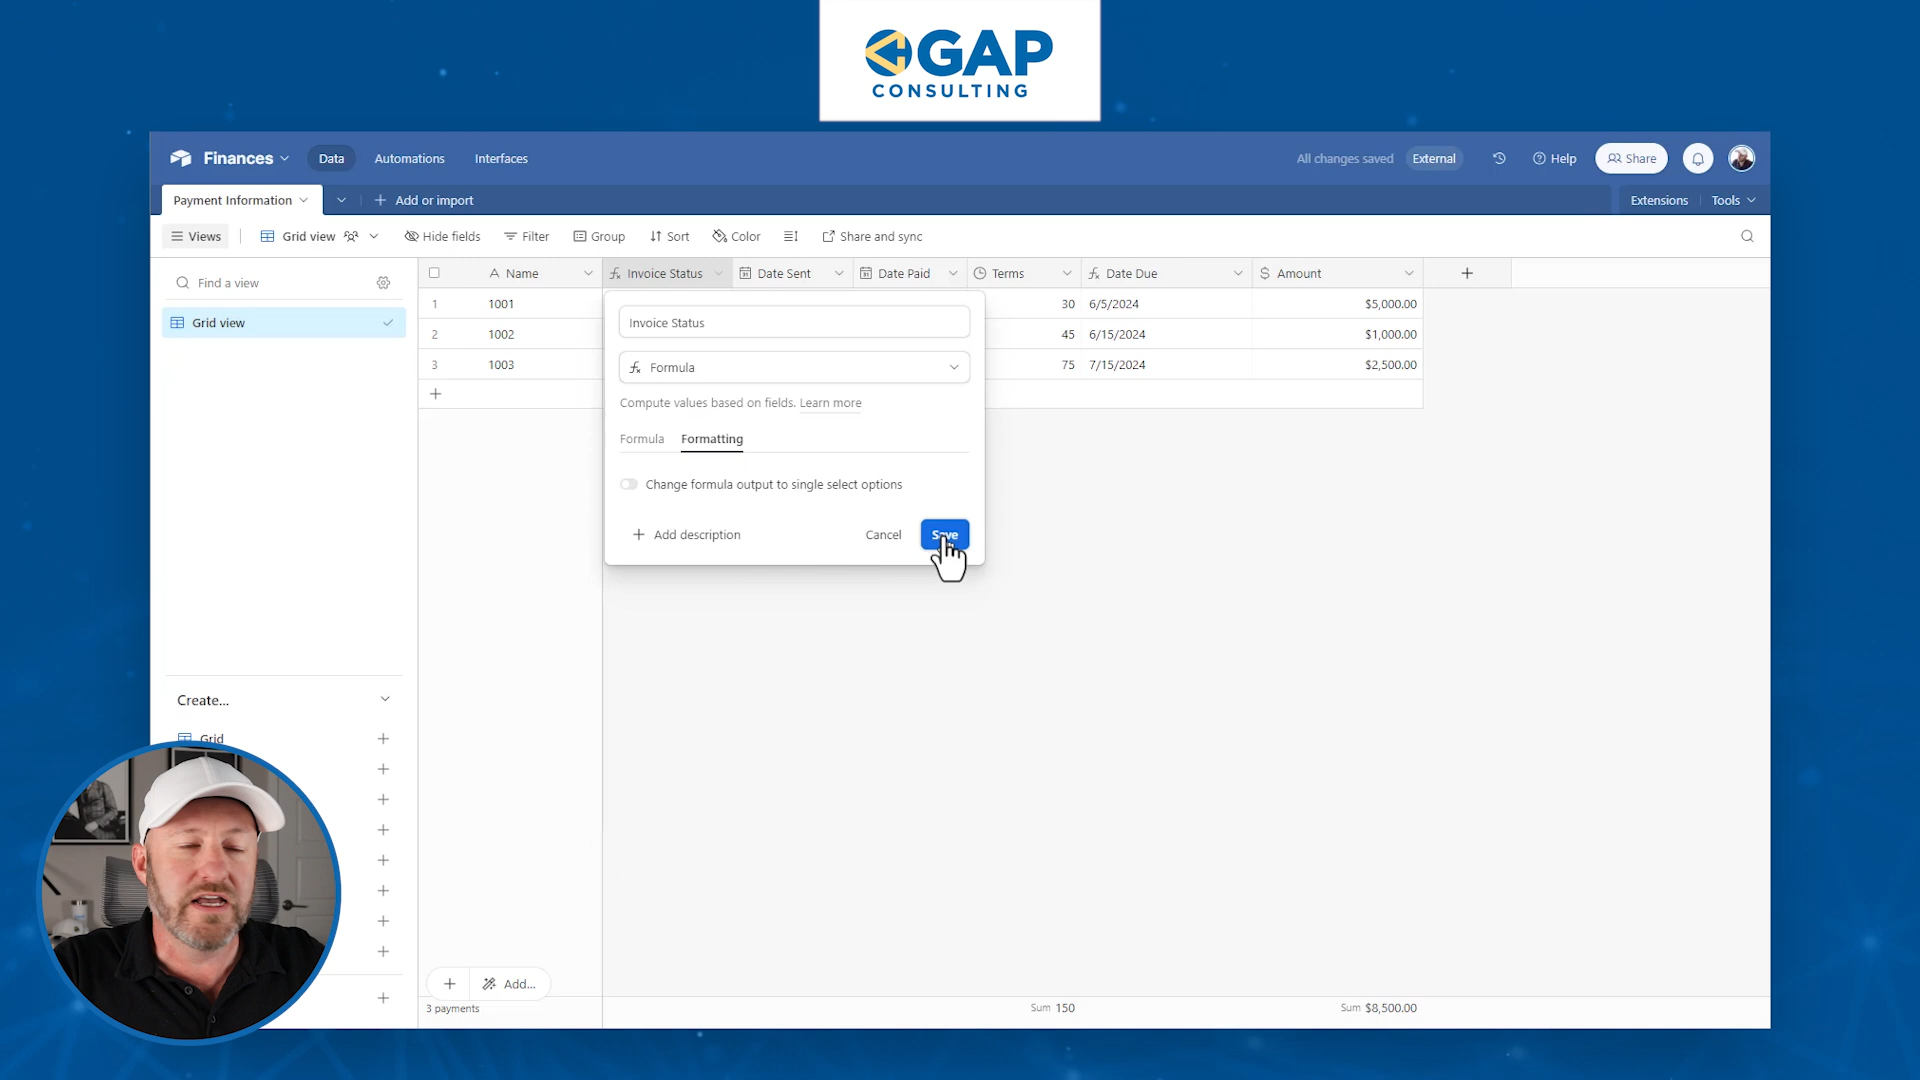 GAP
CONSULTING
Finances Data Automations Interfaces All changes saved External Help Share
Payment Information Add or import Extensions Tools
Views Grid view Hide fields Filter Group Sort Color Share and sync
Find a view
Grid view
Create...
Grid
Name Invoice Status Date Sent Date Paid Terms Date Due Amount
1 1001 30 6/5/2024 $5,000.00
2 1002 45 6/15/2024 $1,000.00
3 1003 75 7/15/2024 $2,500.00
Invoice Status
Formula
Compute values based on fields. Learn more
Formula Formatting
Change formula output to single select options
Add description Cancel Save
Add...
3 payments Sum 150 Sum $8,500.00